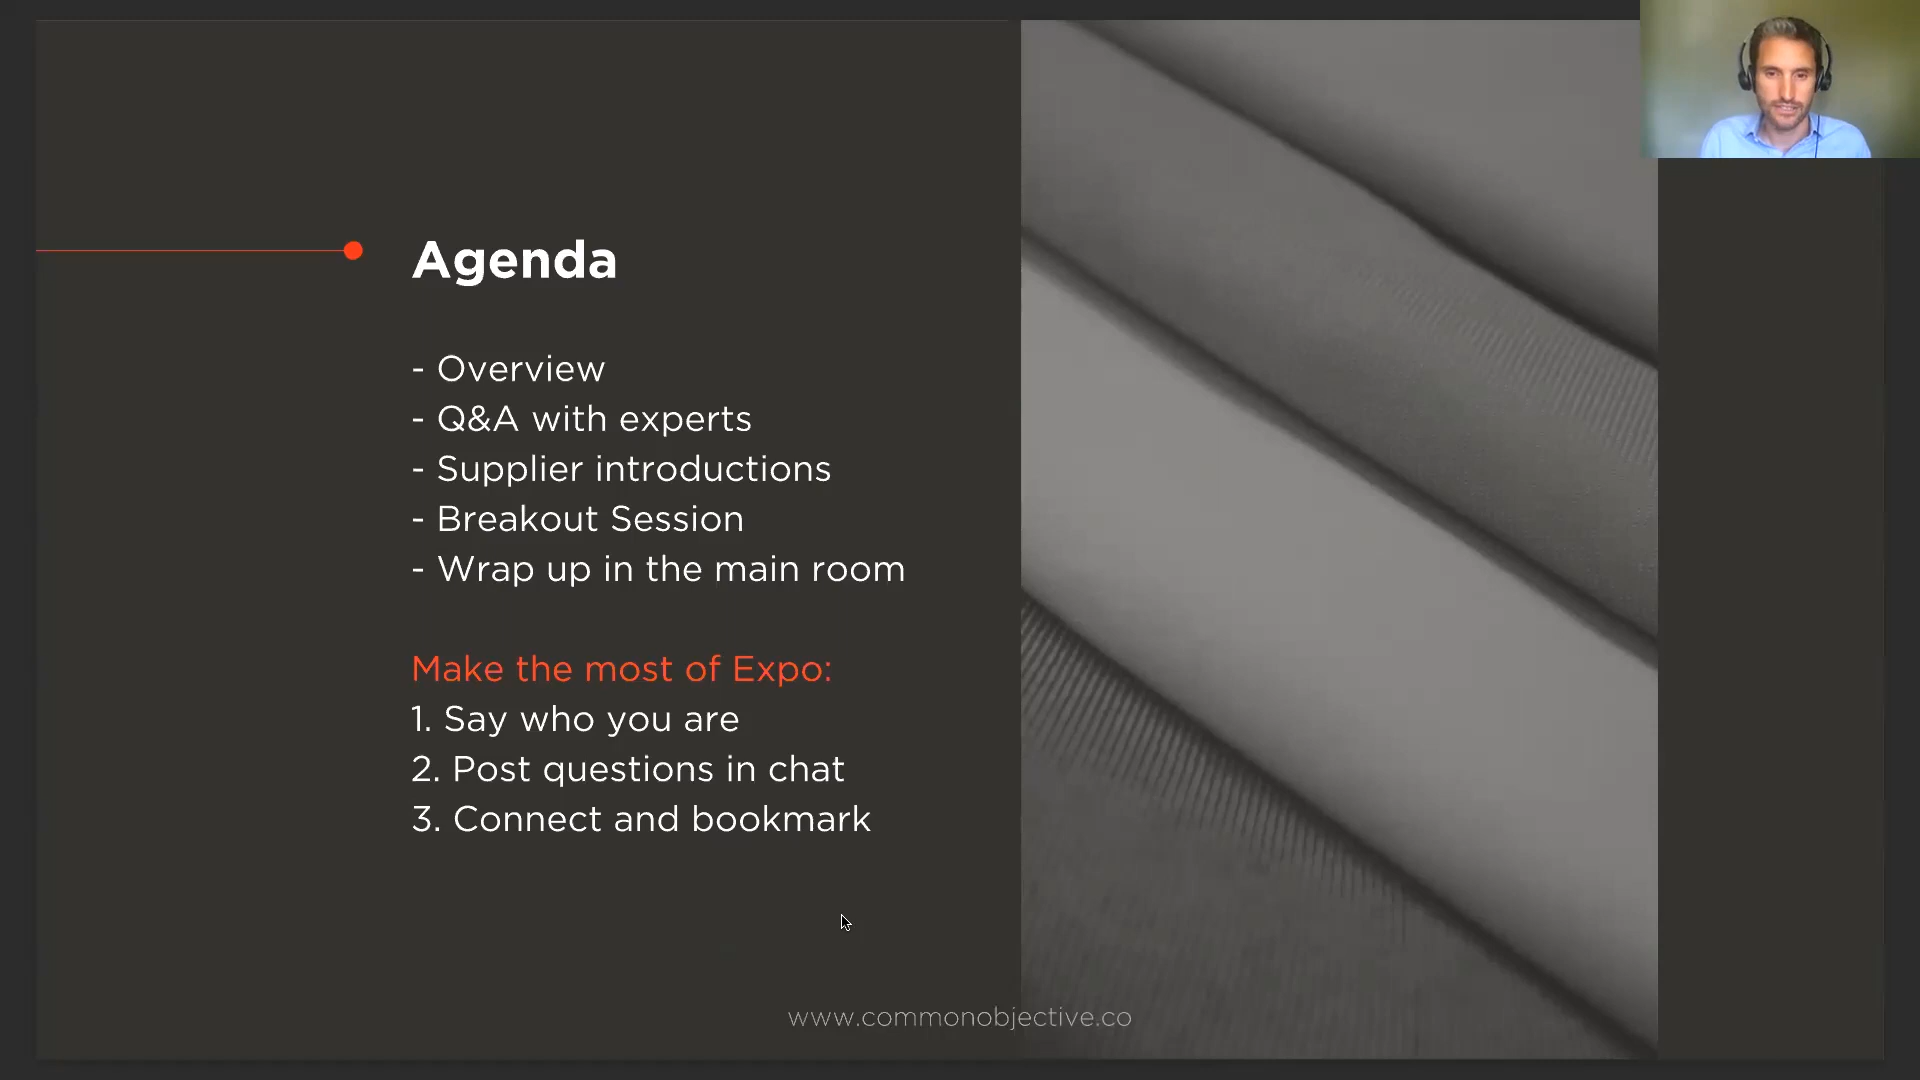 Agenda
- Overview
- Q&A with experts
- Supplier introductions
- Breakout Session
- Wrap up in the main room
Make the most of Expo:
1. Say who you are
2. Post questions in chat
3. Connect and bookmark
www.commonobjective.co